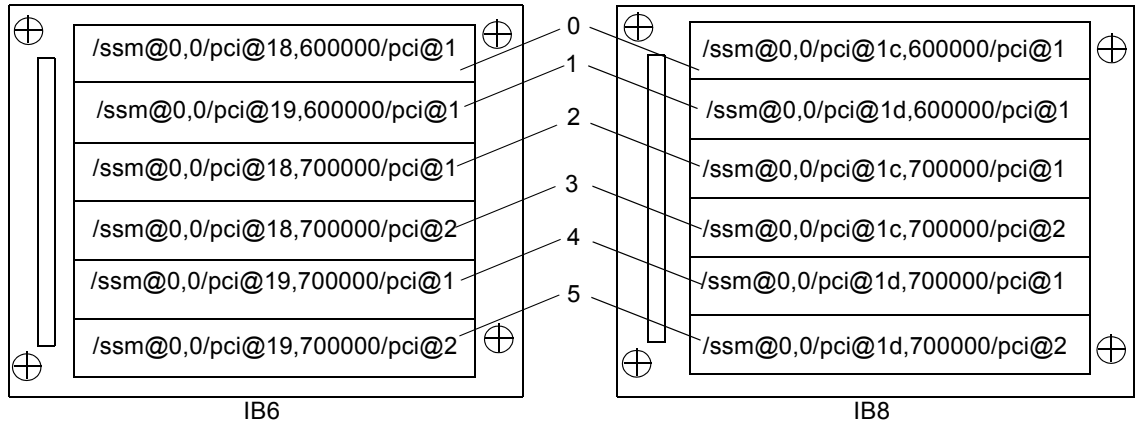 /ssm@0,0/pci@18,600000/pci@1
/ssm@0,0/pci@19,600000/pci@1
/ssm@0,0/pci@18,700000/pci@1
/ssm@0,0/pci@18,700000/pci@2
/ssm@0,0/pci@19,700000/pci@1
/ssm@0,0/pci@19,700000/pci@2
IB6
0
1
2
3
4
5
/ssm@0,0/pci@1c,600000/pci@1
/ssm@0,0/pci@1d,600000/pci@1
/ssm@0,0/pci@1c,700000/pci@1
/ssm@0,0/pci@1c,700000/pci@2
/ssm@0,0/pci@1d,700000/pci@1
/ssm@0,0/pci@1d,700000/pci@2
IB8